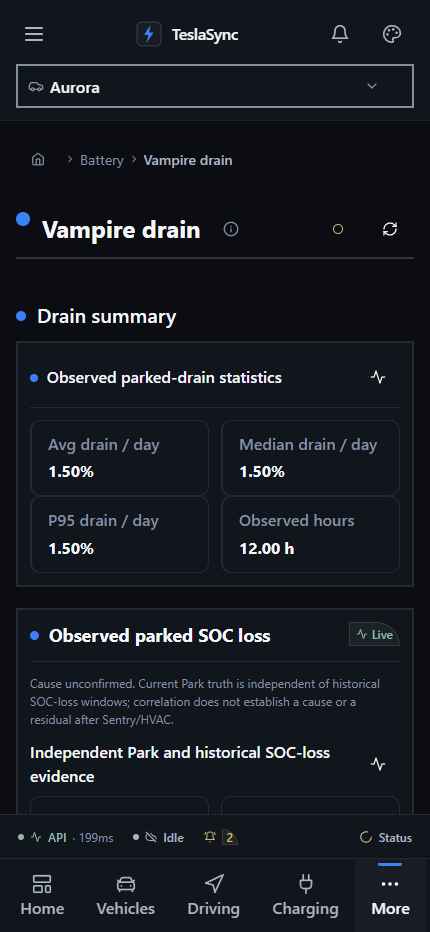 TeslaSync
Aurora
Battery
Vampire drain
Vampire drain
Drain summary
Observed parked-drain statistics
Avg drain / day
1.50%
Median drain / day
1.50%
P95 drain / day
1.50%
Observed hours
12.00 h
Observed parked SOC loss
Live
Cause unconfirmed. Current Park truth is independent of historical
SOC-loss windows; correlation does not establish a cause or a
residual after Sentry/HVAC.
Independent Park and historical SOC-loss
evidence
API · 199ms
Idle
2
Status
Home
Vehicles
Driving
Charging
More